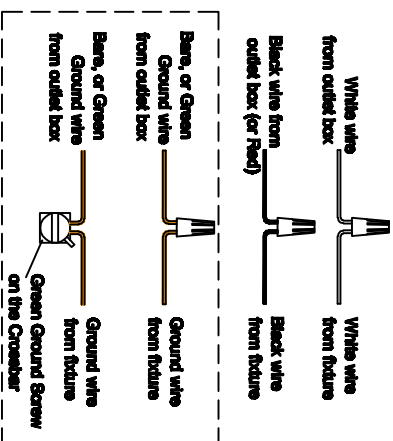 White wire
from outlet box
White wire
from fixture
Black wire from
outlet box (or Red)
Black wire
from fixture
Bare, or Green
Ground wire
from outlet box
Ground wire
from fixture
Bare, or Green
Ground wire
from outlet box
Ground wire
from fixture
Green Ground Screw
on the Crossbar